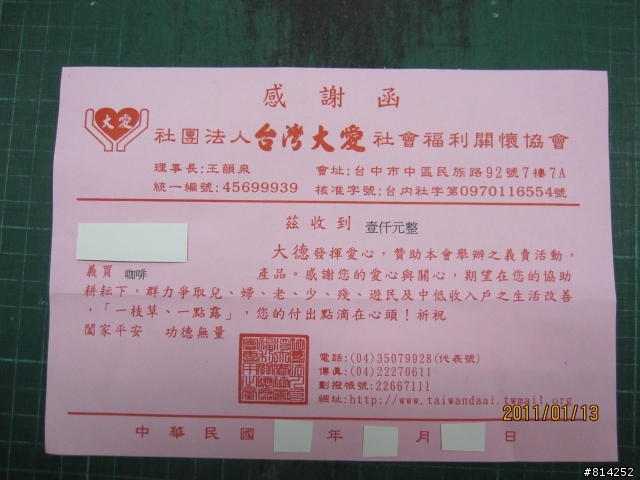 感謝函
大愛
社團法人台灣大愛社會福利關懷協會
理事長:王韻泉
會址:台中市中區民族路92號7樓7A
統一編號:45699939
核准字號:台內社字第0970116554號
茲收到 壹仟元整
大德發揮愛心，贊助本會舉辦之義賣活動，
義買 咖啡 產品。感謝您的愛心與關心，期望在您的協助
耕耘下，群力爭取兒、婦、老、少、殘、遊民及中低收入戶之生活改善
，「一枝草、一點露」，您的付出點滴在心頭！祈祝
闔家平安 功德無量
電話:(04)35079928(代表號)
傳真:(04)22270611
劃撥帳號:22667111
網址:http://www.taiwandaai.twmail.org
中華民國 年 月 日
2011/01/13
#814252